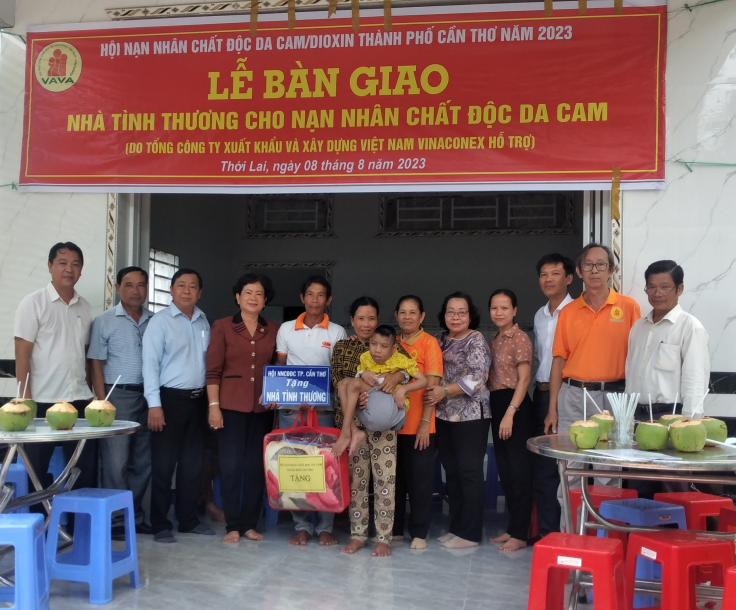 HỘI NẠN NHÂN CHẤT ĐỘC DA CAM/DIOXIN THÀNH PHỐ CẦN THƠ NĂM 2023
VAVA
LỄ BÀN GIAO
NHÀ TÌNH THƯƠNG CHO NẠN NHÂN CHẤT ĐỘC DA CAM
(DO TỔNG CÔNG TY XUẤT KHẨU VÀ XÂY DỰNG VIỆT NAM VINACONEX HỖ TRỢ)
Thới Lai, ngày 08 tháng 8 năm 2023
HỘI NNCĐDC TP. CẦN THƠ
Tặng
NHÀ TÌNH THƯƠNG
TẶNG